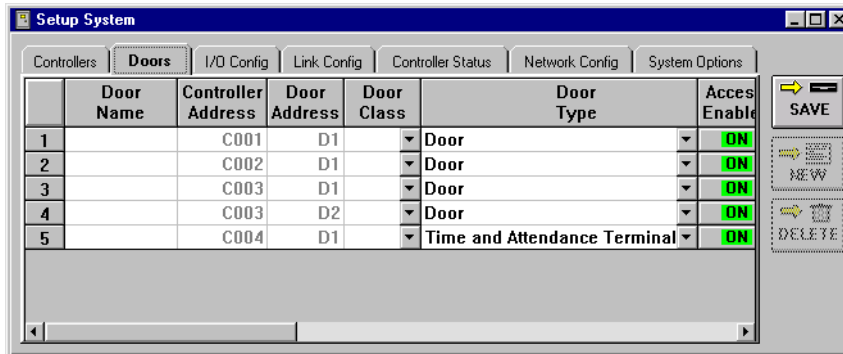 Setup System
Controllers Doors I/O Config Link Config Controller Status Network Config System Options
Door Name Controller Address Door Address Door Class Door Type Acces Enable
1 C001 D1 Door ON
2 C002 D1 Door ON
3 C003 D1 Door ON
4 C003 D2 Door ON
5 C004 D1 Time and Attendance Terminal ON
SAVE
NEW
DELETE